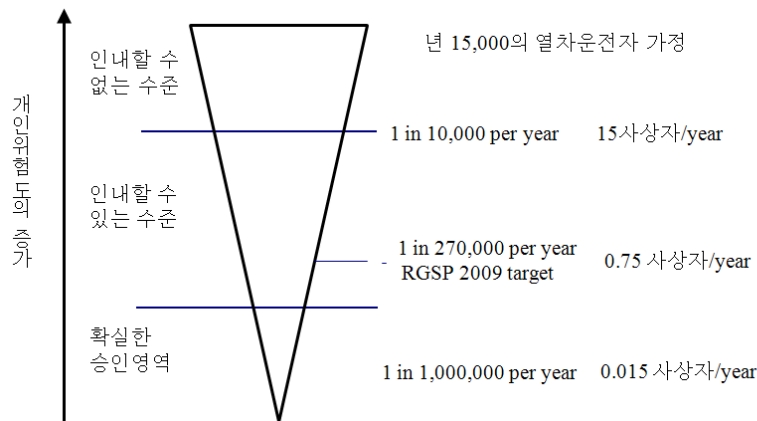 년 15,000의 열차운전자 가정
인내할 수
없는 수준
개인위험도의 증가
1 in 10,000 per year 15사상자/year
인내할 수
있는 수준
- 1 in 270,000 per year 0.75 사상자/year
RGSP 2009 target
확실한
승인영역
1 in 1,000,000 per year 0.015 사상자/year